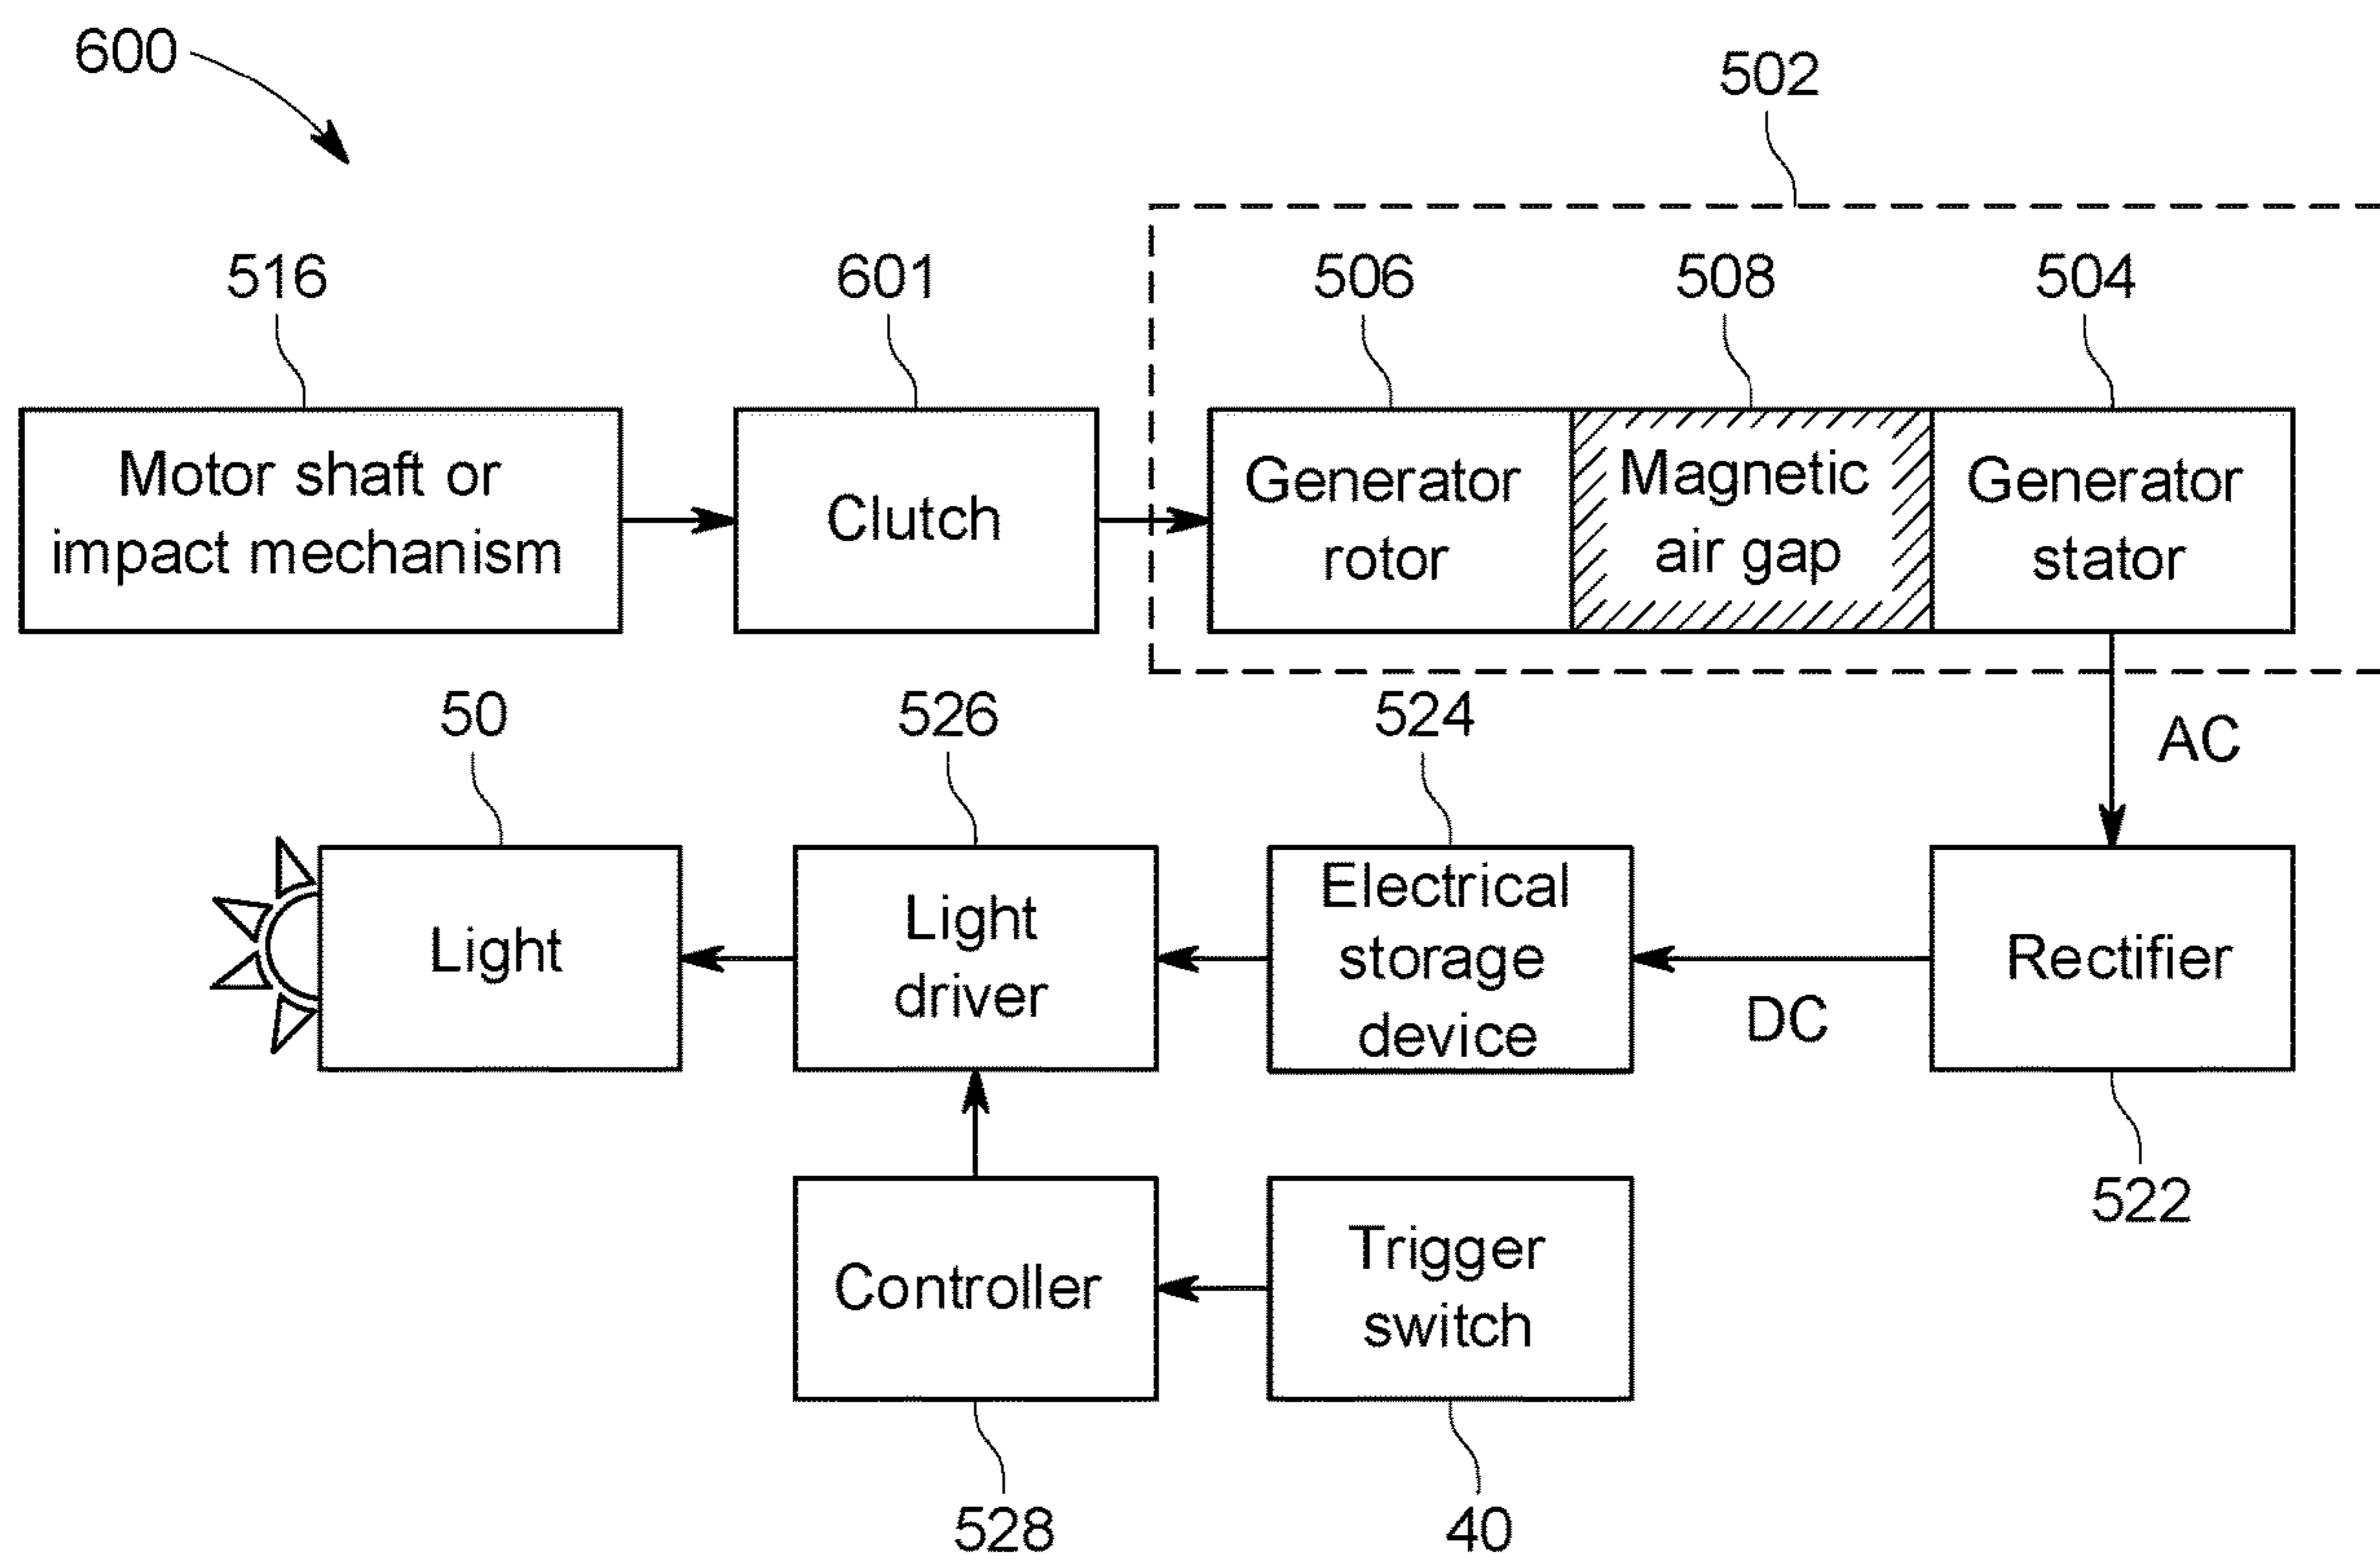 600
502
516
601
506
508
504
Motor shaft or
impact mechanism
Clutch
Generator
rotor
Magnetic
air gap
Generator
stator
50
526
524
AC
Light
Light
driver
Electrical
storage
device
DC
Rectifier
522
Controller
Trigger
switch
528
40